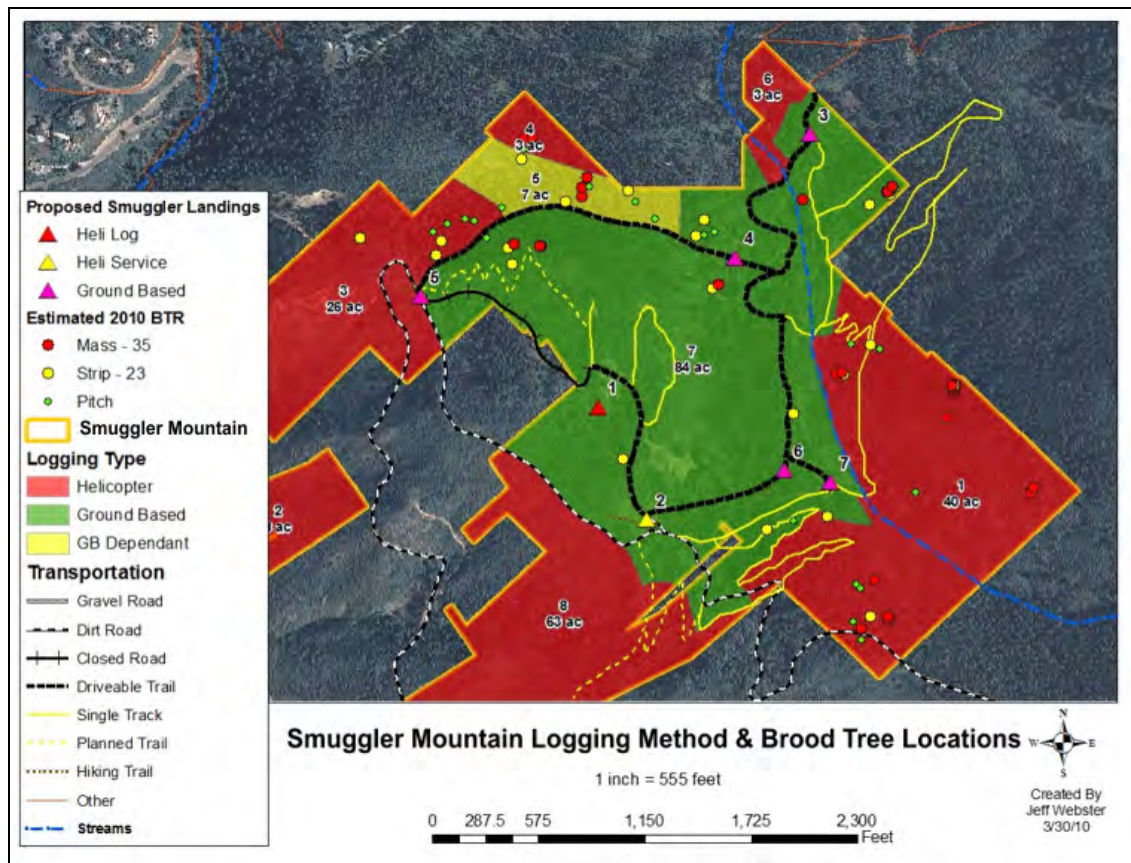 6
3 ac
3
4
3 ac
5
7 ac
4
5
3
26 ac
7
84 ac
1
6
7
1
40 ac
2
2
8
63 ac
Proposed Smuggler Landings
Heli Log
Heli Service
Ground Based
Estimated 2010 BTR
Mass - 35
Strip - 23
Pitch
Smuggler Mountain
Logging Type
Helicopter
Ground Based
GB Dependant
Transportation
Gravel Road
Dirt Road
Closed Road
Driveable Trail
Single Track
Planned Trail
Hiking Trail
Other
Streams
Smuggler Mountain Logging Method & Brood Tree Locations
1 inch = 555 feet
N
W E
S
Created By
Jeff Webster
3/30/10
0 287.5 575 1,150 1,725 2,300
Feet